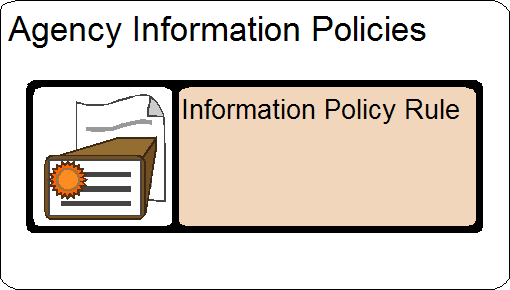 Agency Information Policies
Information Policy Rule